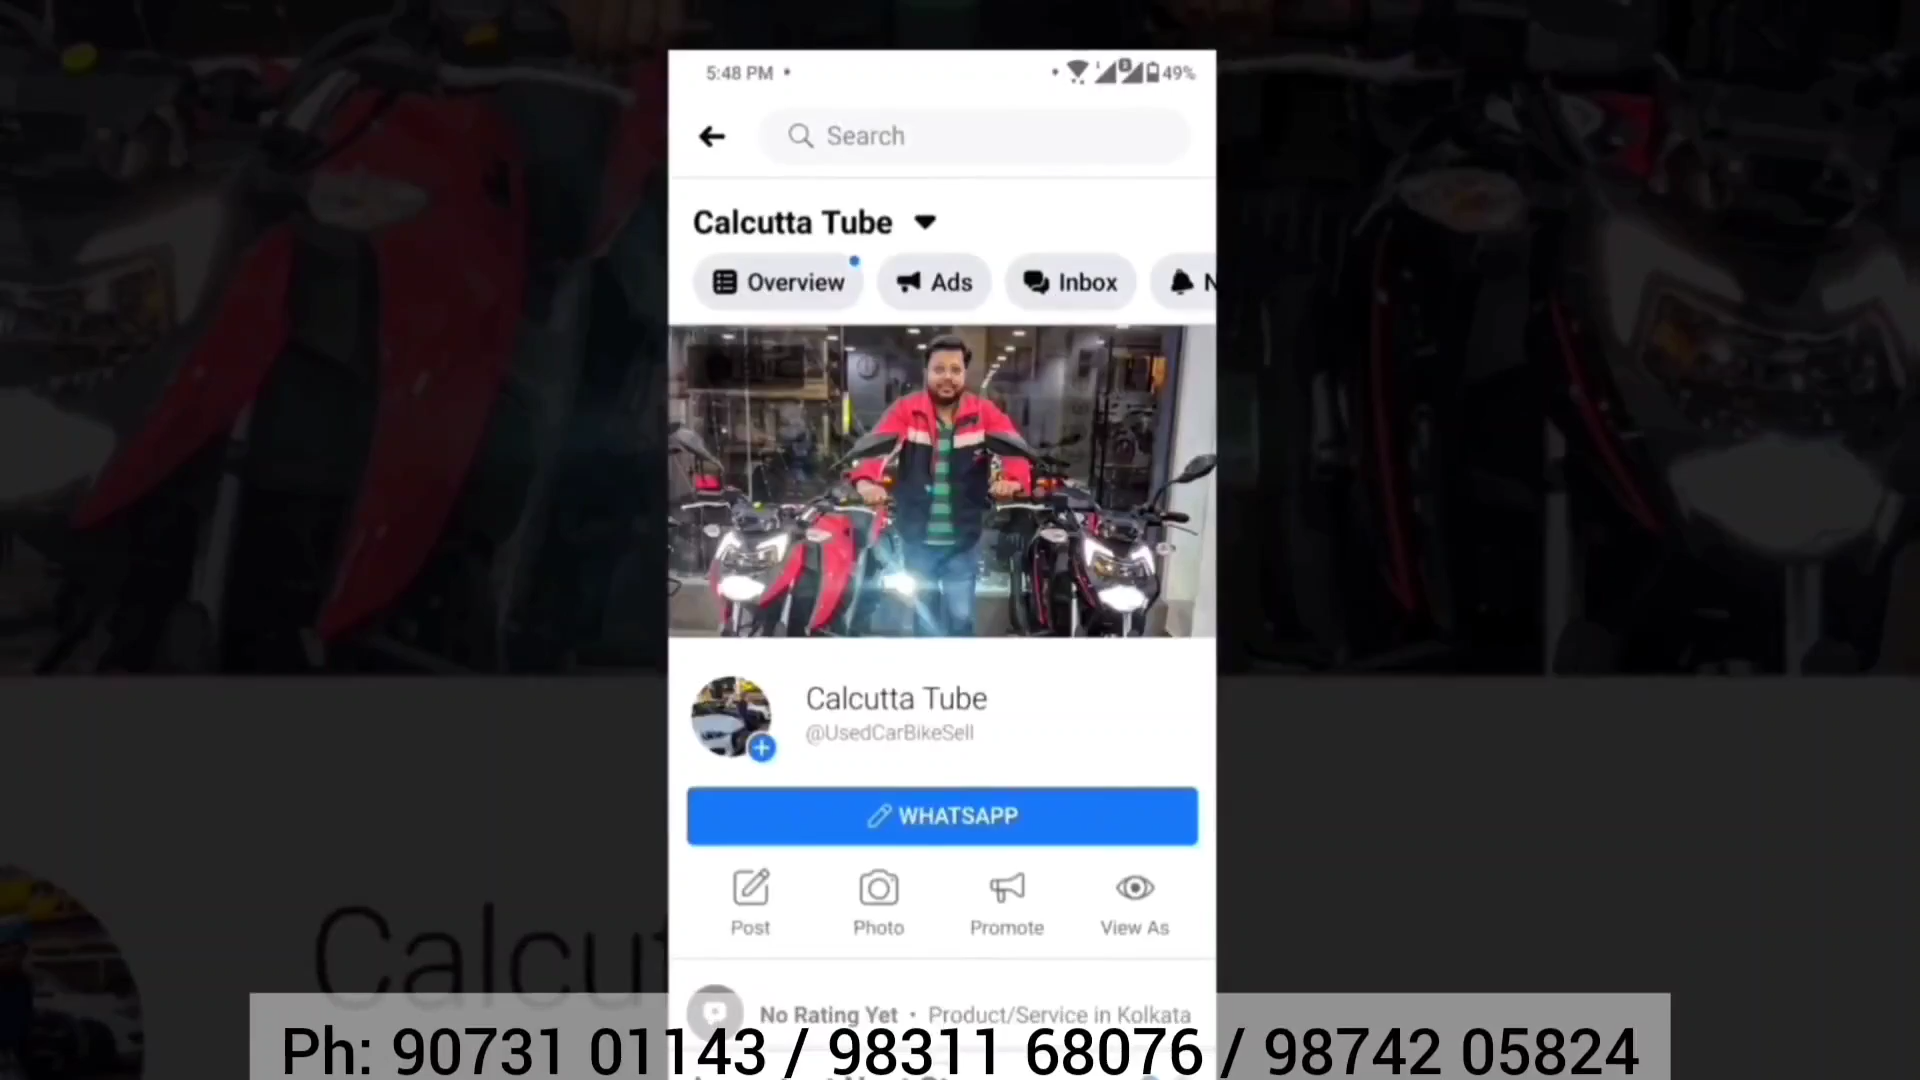 5:48 PM
49%
Search
Calcutta Tube
Overview
Ads
Inbox
N
Calcutta Tube
@UsedCarBikeSell
WHATSAPP
Post
Photo
Promote
View As
No Rating Yet · Product/Service in Kolkata
Calcu
Ph: 90731 01143 / 98311 68076 / 98742 05824